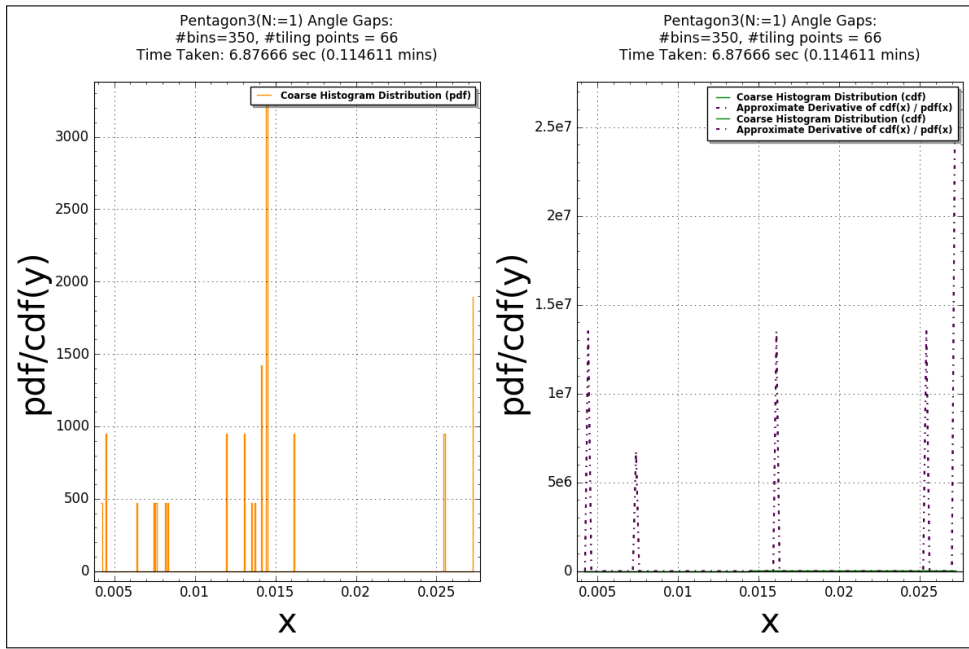 Pentagon3(N:=1) Angle Gaps:
#bins=350, #tiling points = 66
Time Taken: 6.87666 sec (0.114611 mins)
Coarse Histogram Distribution (pdf)
pdf/cdf(y)
3000
2500
2000
1500
1000
500
0
0.005
0.01
0.015
0.02
0.025
x
Pentagon3(N:=1) Angle Gaps:
#bins=350, #tiling points = 66
Time Taken: 6.87666 sec (0.114611 mins)
Coarse Histogram Distribution (cdf)
Approximate Derivative of cdf(x) / pdf(x)
Coarse Histogram Distribution (cdf)
Approximate Derivative of cdf(x) / pdf(x)
pdf/cdf(y)
2.5e7
2e7
1.5e7
1e7
5e6
0
0.005
0.01
0.015
0.02
0.025
x